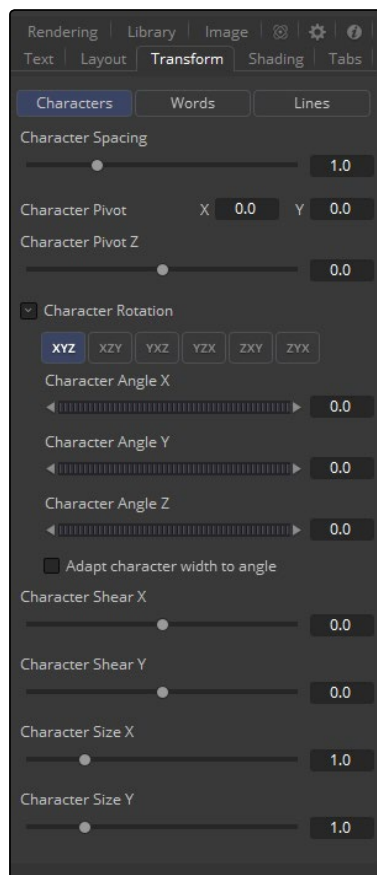 Rendering Library Image
Text Layout Transform Shading Tabs
Characters Words Lines
Character Spacing
1.0
Character Pivot X 0.0 Y 0.0
Character Pivot Z
0.0
Character Rotation
XYZ XZY YXZ YZX ZXY ZYX
Character Angle X
0.0
Character Angle Y
0.0
Character Angle Z
0.0
Adapt character width to angle
Character Shear X
0.0
Character Shear Y
0.0
Character Size X
1.0
Character Size Y
1.0